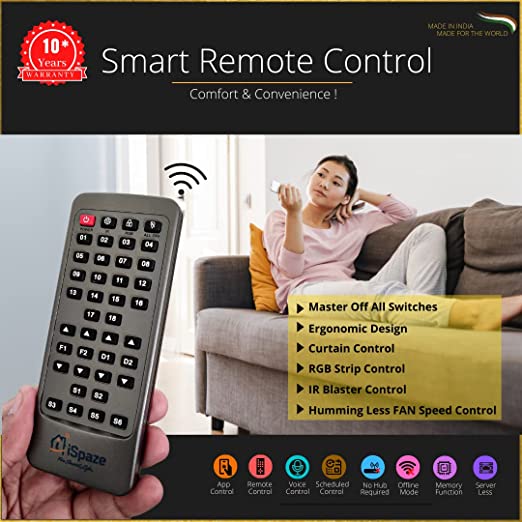 MADE IN INDIA
MADE FOR THE WORLD
10*
Years
WARRANTY
Smart Remote Control
Comfort & Convenience !
POWER
ALL OFF
01 02 03 04
05 06 07 08
09 10 11 12
13 14 15 16
17 18
F1 F2 D1 D2
S1 S2
S3 S4 S5 S6
iSpaze
Master Off All Switches
Ergonomic Design
Curtain Control
RGB Strip Control
IR Blaster Control
Humming Less FAN Speed Control
App Control
Remote Control
Voice Control
Scheduled Control
No Hub Required
Offline Mode
Memory Function
Server Less